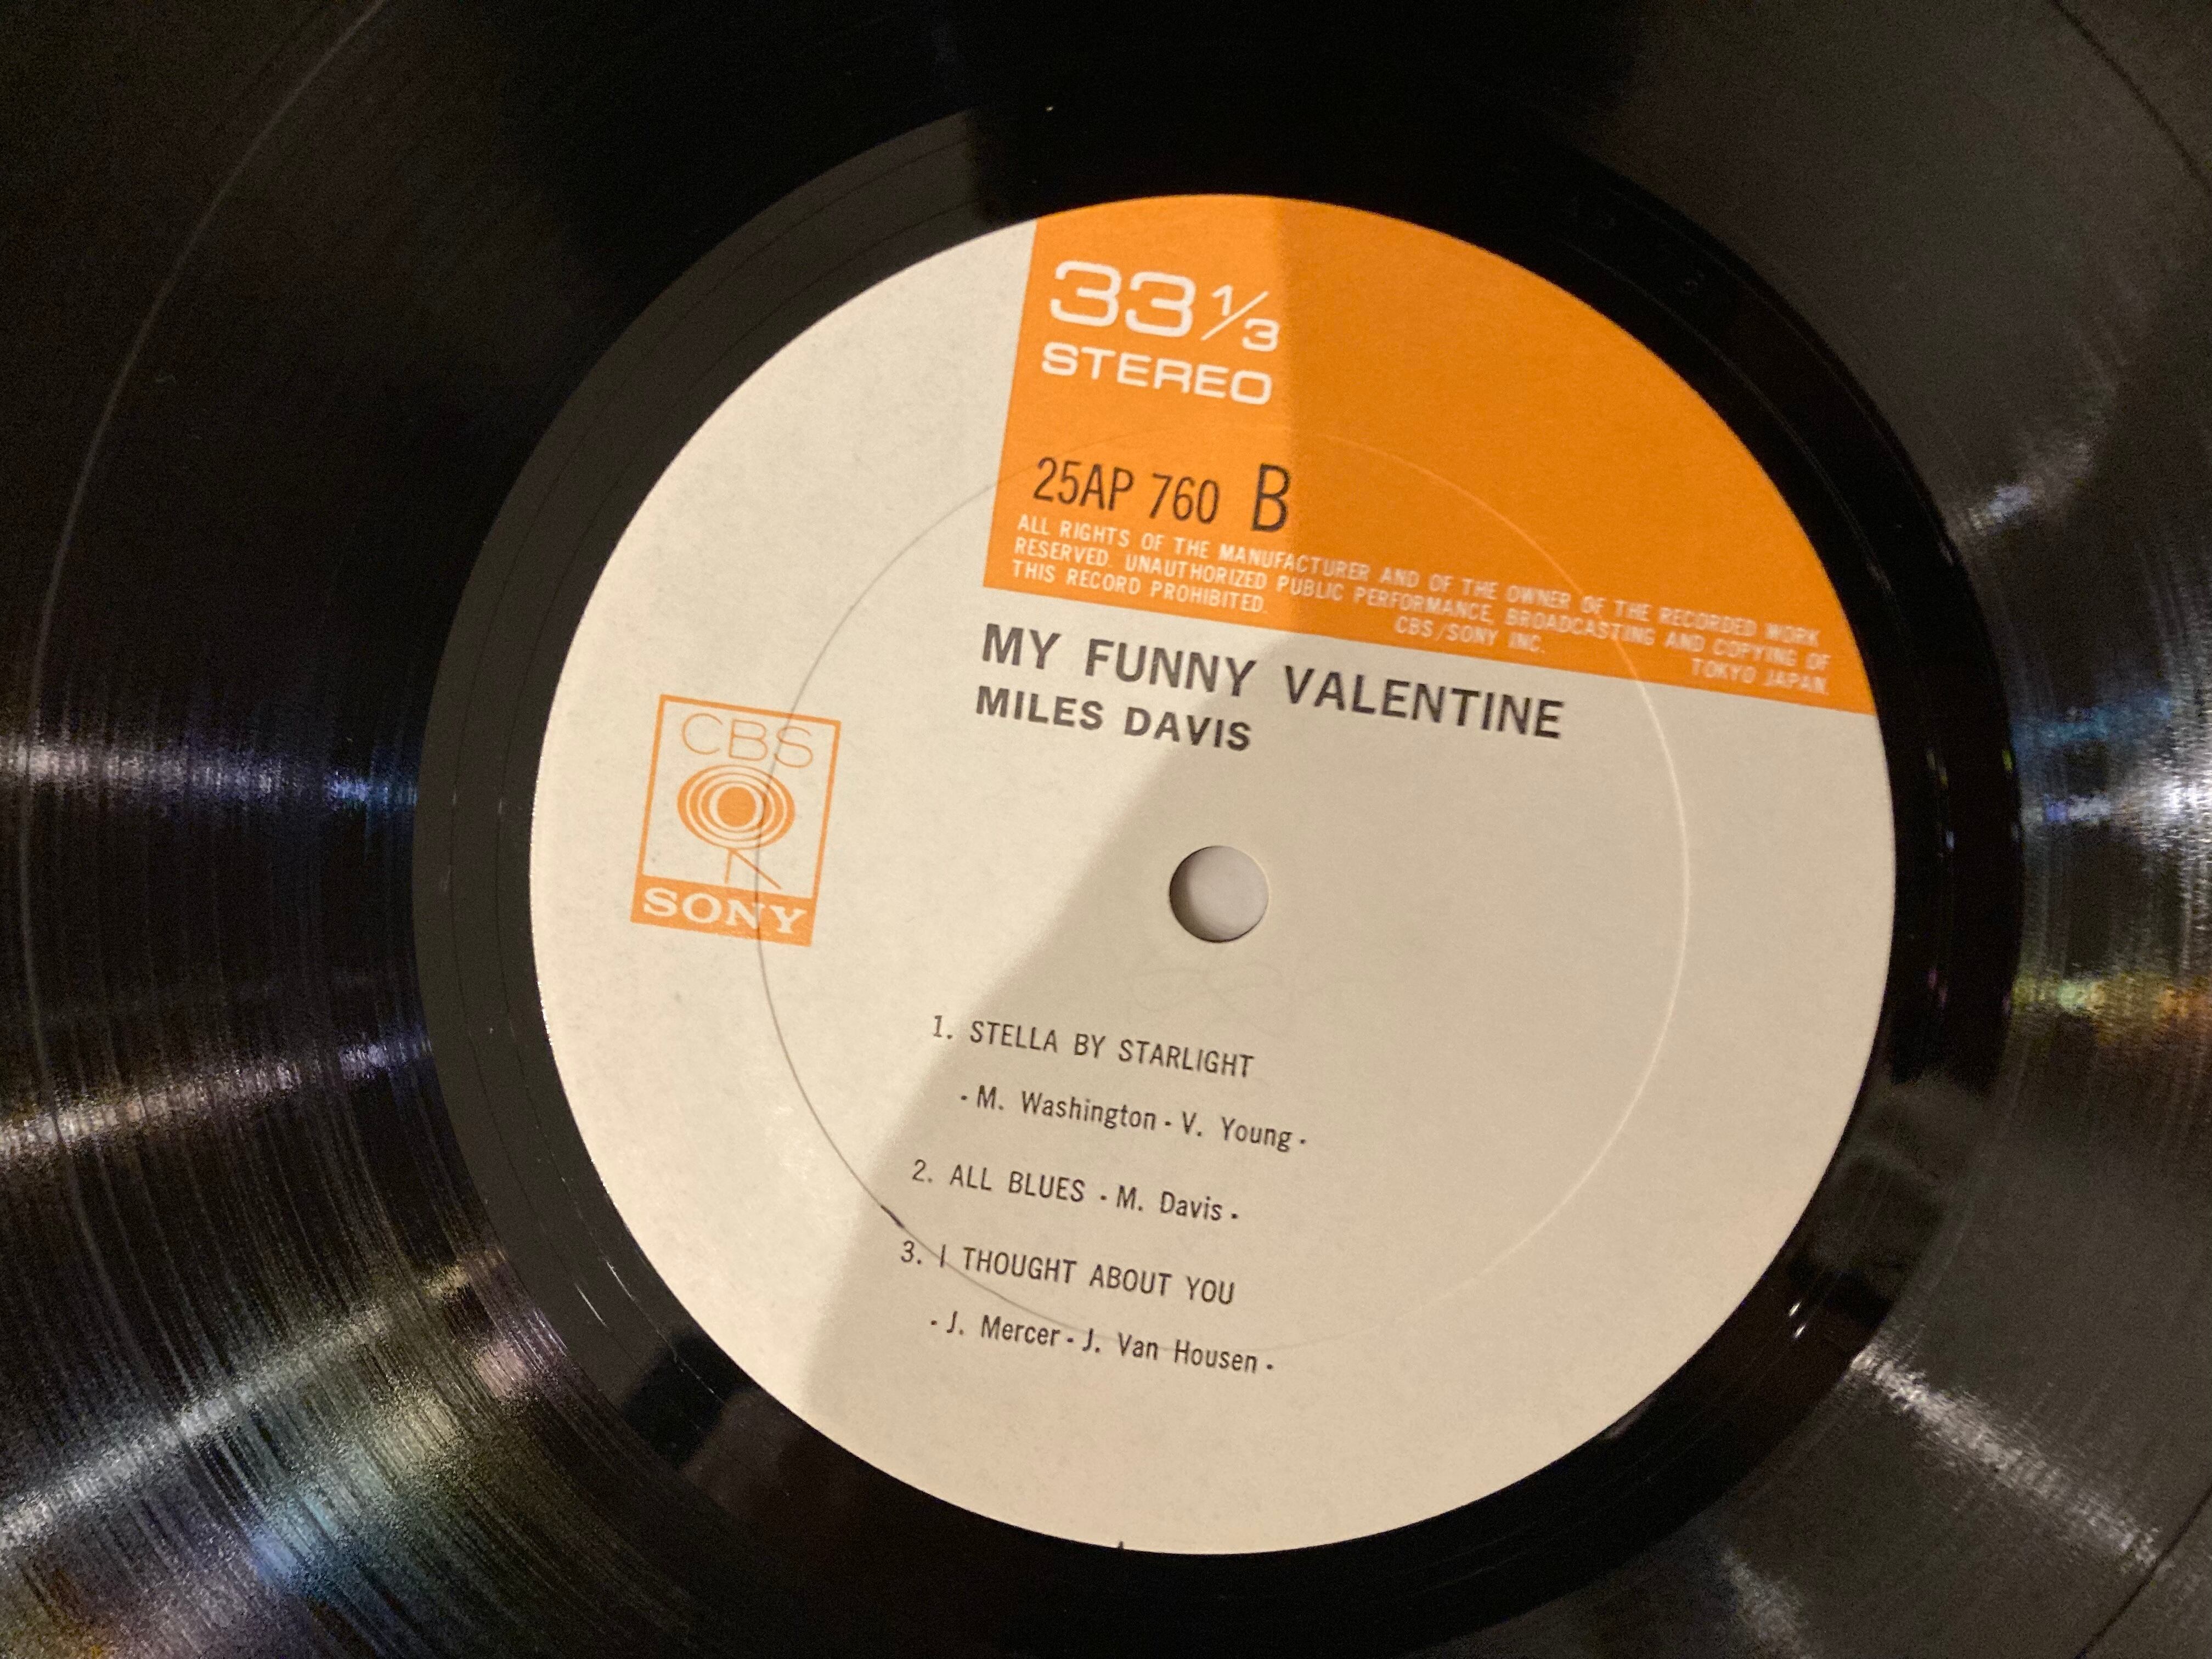 33 1/3
STEREO
25AP 760 B
ALL RIGHTS OF THE MANUFACTURER AND OF THE OWNER OF THE RECORDED WORK
RESERVED. UNAUTHORIZED PUBLIC PERFORMANCE, BROADCASTING AND COPYING OF
THIS RECORD PROHIBITED.
CBS/SONY INC.
TOKYO JAPAN.
MY FUNNY VALENTINE
MILES DAVIS
CBS
SONY
1. STELLA BY STARLIGHT
- M. Washington - V. Young -
2. ALL BLUES - M. Davis -
3. I THOUGHT ABOUT YOU
- J. Mercer - J. Van Housen -